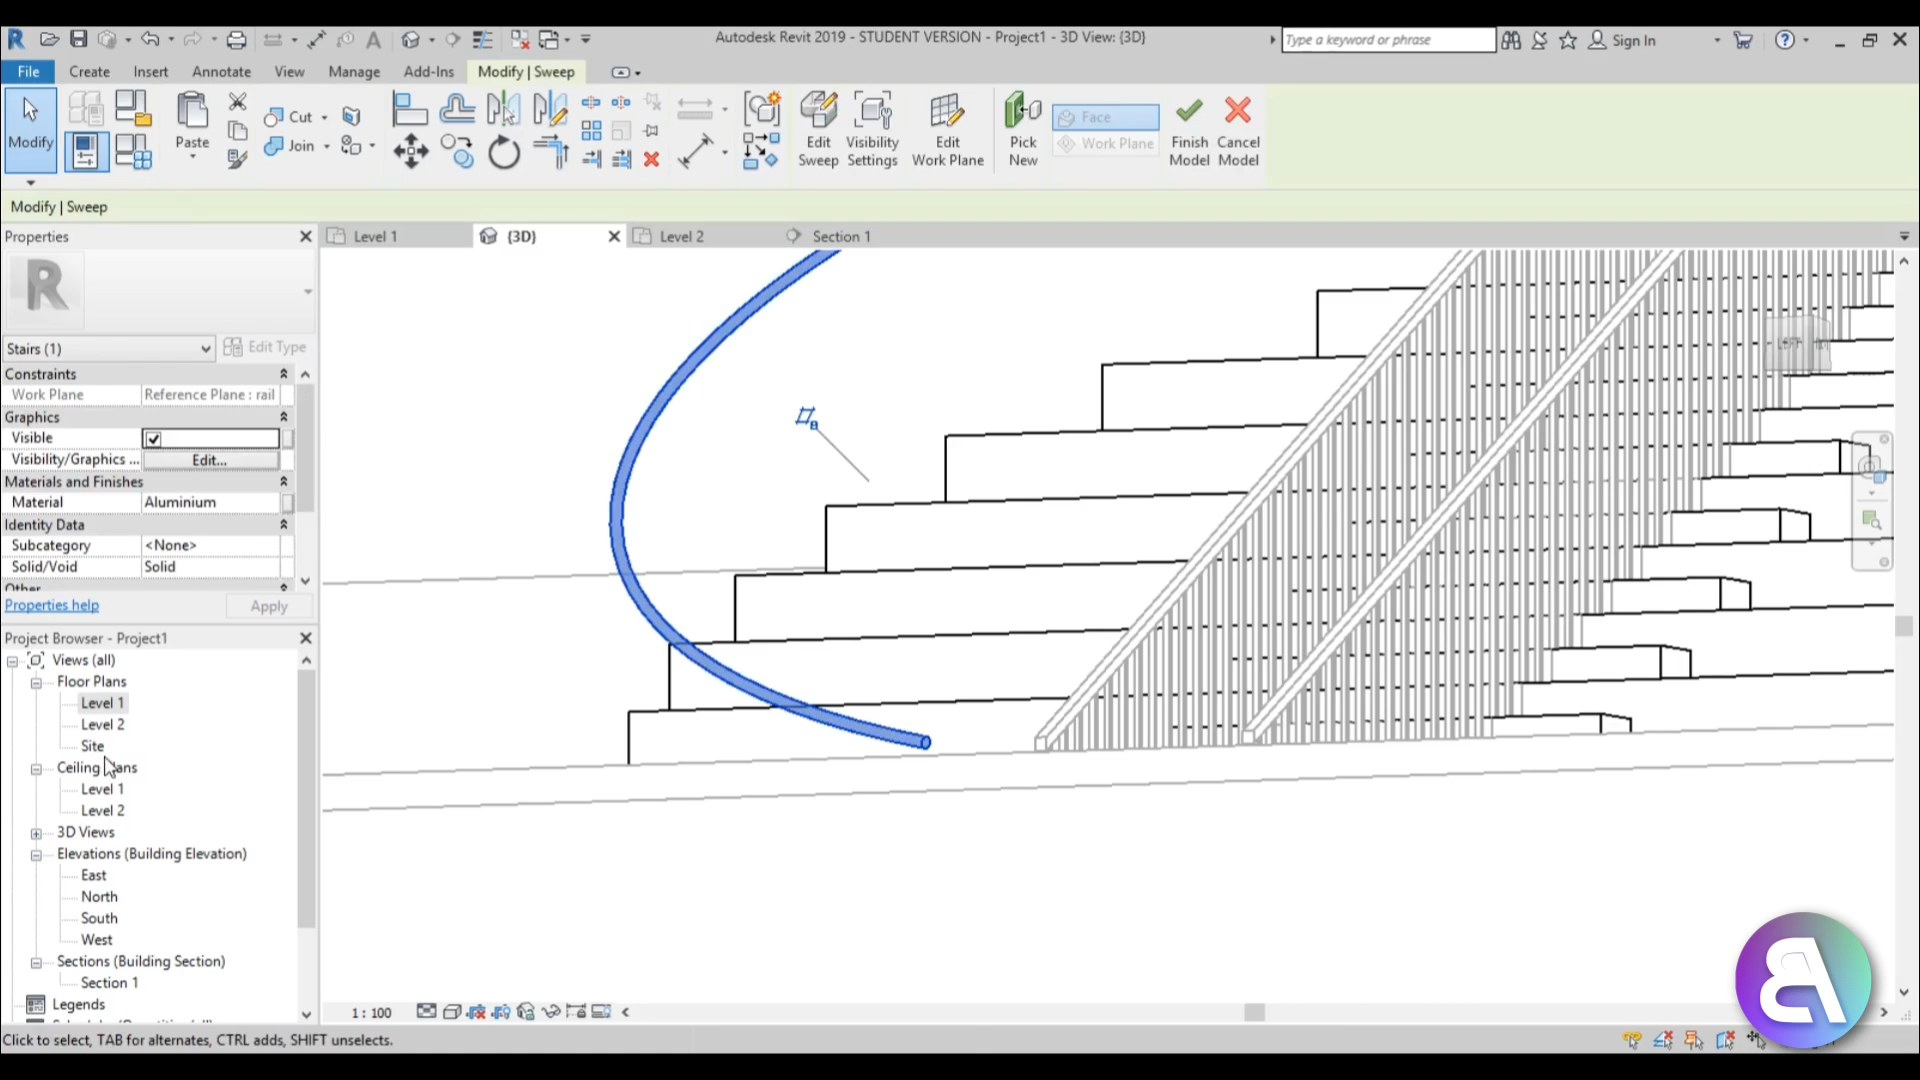 Autodesk Revit 2019 - STUDENT VERSION - Project1 - 3D View: {3D}
Type a keyword or phrase
Sign In
File
Create
Insert
Annotate
View
Manage
Add-Ins
Modify | Sweep
Modify
Paste
Cut
Join
Edit Sweep
Visibility Settings
Edit Work Plane
Pick New
Face
Work Plane
Finish Model
Cancel Model
Modify | Sweep
Properties
Level 1
{3D}
Level 2
Section 1
Stairs (1)
Edit Type
Constraints
Work Plane
Reference Plane : rail
Graphics
Visible
Visibility/Graphics ...
Edit...
Materials and Finishes
Material
Aluminium
Identity Data
Subcategory
<None>
Solid/Void
Solid
Other
Properties help
Apply
Project Browser - Project1
Views (all)
Floor Plans
Level 1
Level 2
Site
Ceiling Plans
Level 1
Level 2
3D Views
Elevations (Building Elevation)
East
North
South
West
Sections (Building Section)
Section 1
Legends
1 : 100
Click to select, TAB for alternates, CTRL adds, SHIFT unselects.